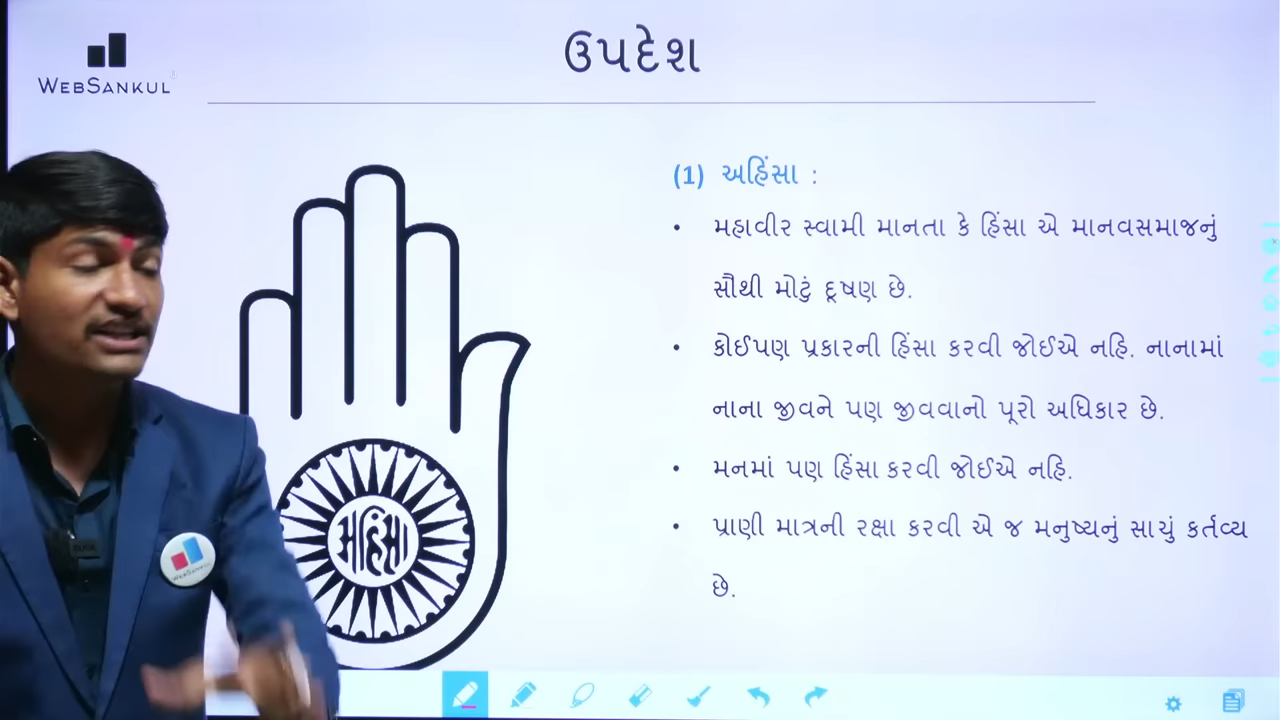 WEBSANKUL
ઉપદેશ
(1) અહિંસા :
• મહાવીર સ્વામી માનતા કે હિંસા એ માનવસમાજનું
સૌથી મોટું દૂષણ છે.
• કોઈપણ પ્રકારની હિંસા કરવી જોઈએ નહિ. નાનામાં
નાના જીવને પણ જીવવાનો પૂરો અધિકાર છે.
• મનમાં પણ હિંસા કરવી જોઈએ નહિ.
• પ્રાણી માત્રની રક્ષા કરવી એ જ મનુષ્યનું સાચું કર્તવ્ય
છે.
अहिंसा
WEBSANKUL